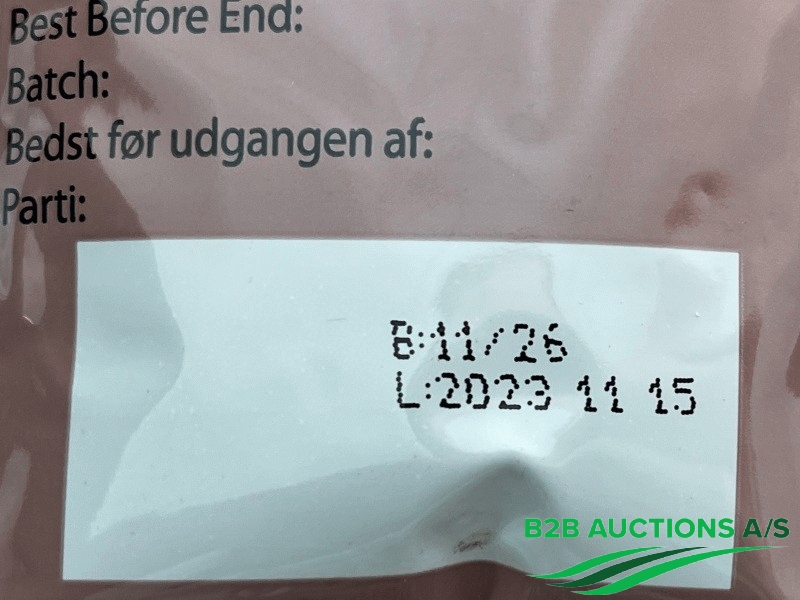 Best Before End:
Batch:
Bedst før udgangen af:
Parti:
B:11/26
L:2023 11 15
B2B AUCTIONS A/S